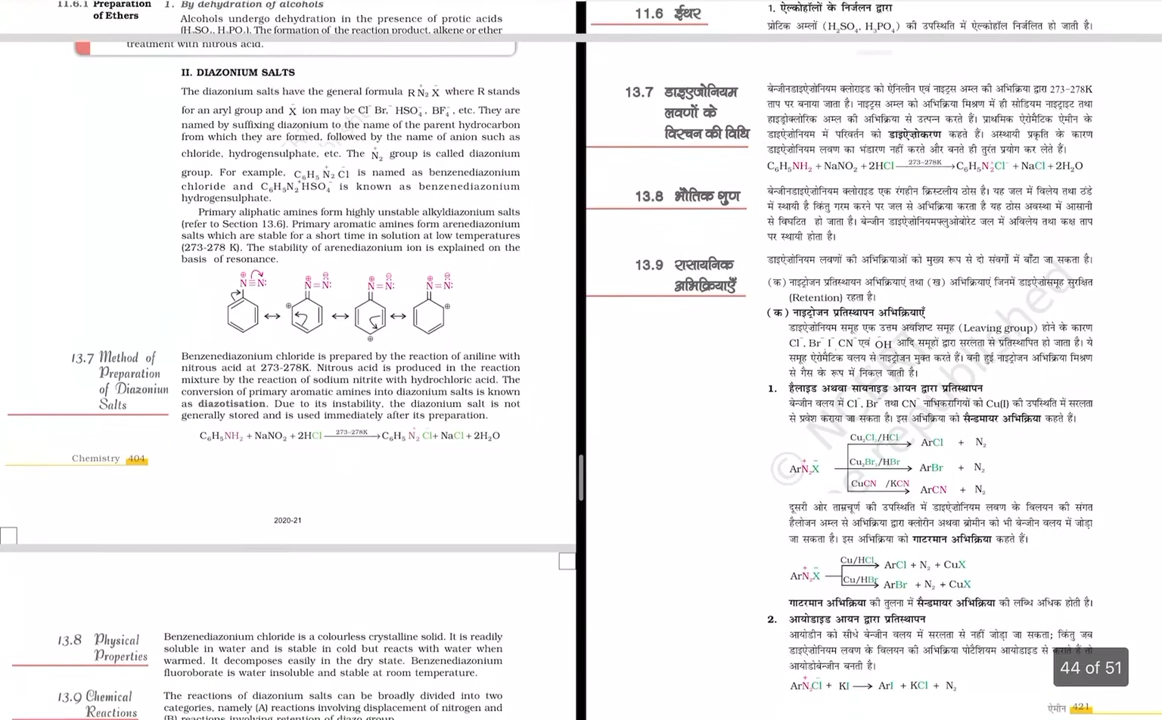 11.6.1 Preparation
of Ethers
1. By dehydration of alcohols
Alcohols undergo dehydration in the presence of protic acids
(H₂SO₄, H₃PO₄). The formation of the reaction product, alkene or ether
treatment with nitrous acid.
II. DIAZONIUM SALTS
The diazonium salts have the general formula R N̟₂⁺ X⁻ where R stands
for an aryl group and X⁻ ion may be Cl⁻ Br,⁻ HSO₄⁻, BF₄⁻, etc. They are
named by suffixing diazonium to the name of the parent hydrocarbon
from which they are formed, followed by the name of anion such as
chloride, hydrogensulphate, etc. The N₂⁺ group is called diazonium
group. For example, C₆H₅ N₂⁺ Cl⁻ is named as benzenediazonium
chloride and C₆H₅N₂⁺HSO₄⁻ is known as benzenediazonium
hydrogensulphate.
Primary aliphatic amines form highly unstable alkyldiazonium salts
(refer to Section 13.6). Primary aromatic amines form arenediazonium
salts which are stable for a short time in solution at low temperatures
(273-278 K). The stability of arenediazonium ion is explained on the
basis of resonance.
N≡N: N=N: N=N: N=N:
13.7 Method of
Preparation
of Diazoniun
Salts
Benzenediazonium chloride is prepared by the reaction of aniline with
nitrous acid at 273-278K. Nitrous acid is produced in the reaction
mixture by the reaction of sodium nitrite with hydrochloric acid. The
conversion of primary aromatic amines into diazonium salts is known
as diazotisation. Due to its instability, the diazonium salt is not
generally stored and is used immediately after its preparation.
C₆H₅NH₂ + NaNO₂ + 2HCl —273-278K→ C₆H₅ N₂⁺ Cl⁻ + NaCl + 2H₂O
Chemistry 404
2020-21
13.8 Physical
Properties
Benzenediazonium chloride is a colourless crystalline solid. It is readily
soluble in water and is stable in cold but reacts with water when
warmed. It decomposes easily in the dry state. Benzenediazonium
fluoroborate is water insoluble and stable at room temperature.
13.9 Chemical
Reactions
The reactions of diazonium salts can be broadly divided into two
categories, namely (A) reactions involving displacement of nitrogen and
(B) reactions involving retention of diazo group.
11.6 ईथर
1. ऐल्कोहॉलों के निर्जलन द्वारा
प्रोटिक अम्लों (H₂SO₄, H₃PO₄) की उपस्थिति में ऐल्कोहॉल निर्जलित हो जाती है।
13.7 डाइएज़ोनियम
लवणों के
विरचन की विधि
बेन्जीनडाइऐज़ोनियम क्लोराइड को ऐनिलीन एवं नाइट्रस अम्ल की अभिक्रिया द्वारा 273-278K
ताप पर बनाया जाता है। नाइट्रस अम्ल को अभिक्रिया मिश्रण में ही सोडियम नाइट्राइट तथा
हाइड्रोक्लोरिक अम्ल की अभिक्रिया से उत्पन्न करते हैं। प्राथमिक ऐरोमैटिक ऐमीन के
डाइऐज़ोनियम में परिवर्तन को डाइऐज़ोकरण कहते हैं। अस्थायी प्रकृति के कारण
डाइऐज़ोनियम लवण का भंडारण नहीं करते और बनते ही तुरंत प्रयोग कर लेते हैं।
C₆H₅NH₂ + NaNO₂ + 2HCl —273-278K→ C₆H₅N₂⁺Cl⁻ + NaCl + 2H₂O
13.8 भौतिक गुण
बेन्जीनडाइऐज़ोनियम क्लोराइड एक रंगहीन क्रिस्टलीय ठोस है। यह जल में विलेय तथा ठंडे
में स्थायी है किंतु गरम करने पर जल से अभिक्रिया करता है यह ठोस अवस्था में आसानी
से विघटित हो जाता है। बेन्जीन डाइऐज़ोनियमफ्लुओबोरेट जल में अविलेय तथा कक्ष ताप
पर स्थायी होता है।
13.9 रासायनिक
अभिक्रियाएँ
डाइऐज़ोनियम लवणों की अभिक्रियाओं को मुख्य रूप से दो संवर्गों में बाँटा जा सकता है।
(क) नाइट्रोजन प्रतिस्थापन अभिक्रियाएं तथा (ख) अभिक्रियाएं जिनमें डाइऐज़ोसमूह सुरक्षित
(Retention) रहता है।
(क) नाइट्रोजन प्रतिस्थापन अभिक्रियाएँ
डाइऐज़ोनियम समूह एक उत्तम अवशिष्ट समूह (Leaving group) होने के कारण
Cl⁻, Br⁻ I⁻ CN⁻ एवं OH⁻ आदि समूहों द्वारा सरलता से प्रतिस्थापित हो जाता है। ये
समूह ऐरोमैटिक वलय से नाइट्रोजन मुक्त करते हैं। बनी हुई नाइट्रोजन अभिक्रिया मिश्रण
से गैस के रूप में निकल जाती है।
1. हैलाइड अथवा सायनाइड आयन द्वारा प्रतिस्थापन
बेन्जीन वलय में Cl⁻, Br⁻ तथा CN⁻ नाभिकरागियों को Cu(I) की उपस्थिति में सरलता
से प्रवेश कराया जा सकता है। इस अभिक्रिया को सैन्डमायर अभिक्रिया कहते हैं।
Cu₂Cl₂/HCl → ArCl + N₂
ArN₂⁺X⁻ Cu₂Br₂/HBr → ArBr + N₂
CuCN /KCN → ArCN + N₂
दूसरी ओर ताम्रचूर्ण की उपस्थिति में डाइऐज़ोनियम लवण के विलयन की संगत
हैलोजन अम्ल से अभिक्रिया द्वारा क्लोरीन अथवा ब्रोमीन को भी बेन्जीन वलय में जोड़ा
जा सकता है। इस अभिक्रिया को गाटरमान अभिक्रिया कहते हैं।
Cu/HCl → ArCl + N₂ + CuX
ArN₂⁺X⁻ Cu/HBr → ArBr + N₂ + CuX
गाटरमान अभिक्रिया की तुलना में सैन्डमायर अभिक्रिया की लब्धि अधिक होती है।
2. आयोडाइड आयन द्वारा प्रतिस्थापन
आयोडीन को सीधे बेन्जीन वलय में सरलता से नहीं जोड़ा जा सकता; किंतु जब
डाइऐज़ोनियम लवण के विलयन की अभिक्रिया पोटैशियम आयोडाइड से कराते हैं तो
आयोडोबेन्जीन बनती है।
44 of 51
ArN₂⁺Cl⁻ + KI → ArI + KCl + N₂
ऐमीन 421